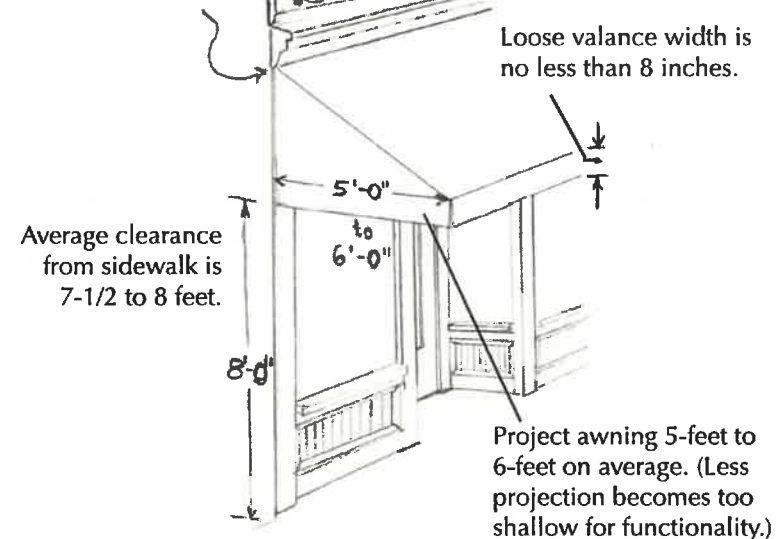 Loose valance width is
no less than 8 inches.
5'-0"
to
6'-0"
Average clearance
from sidewalk is
7-1/2 to 8 feet.
8'-0"
Project awning 5-feet to
6-feet on average. (Less
projection becomes too
shallow for functionality.)